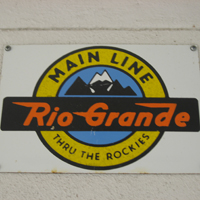 MAIN LINE
Rio Grande
THRU THE ROCKIES